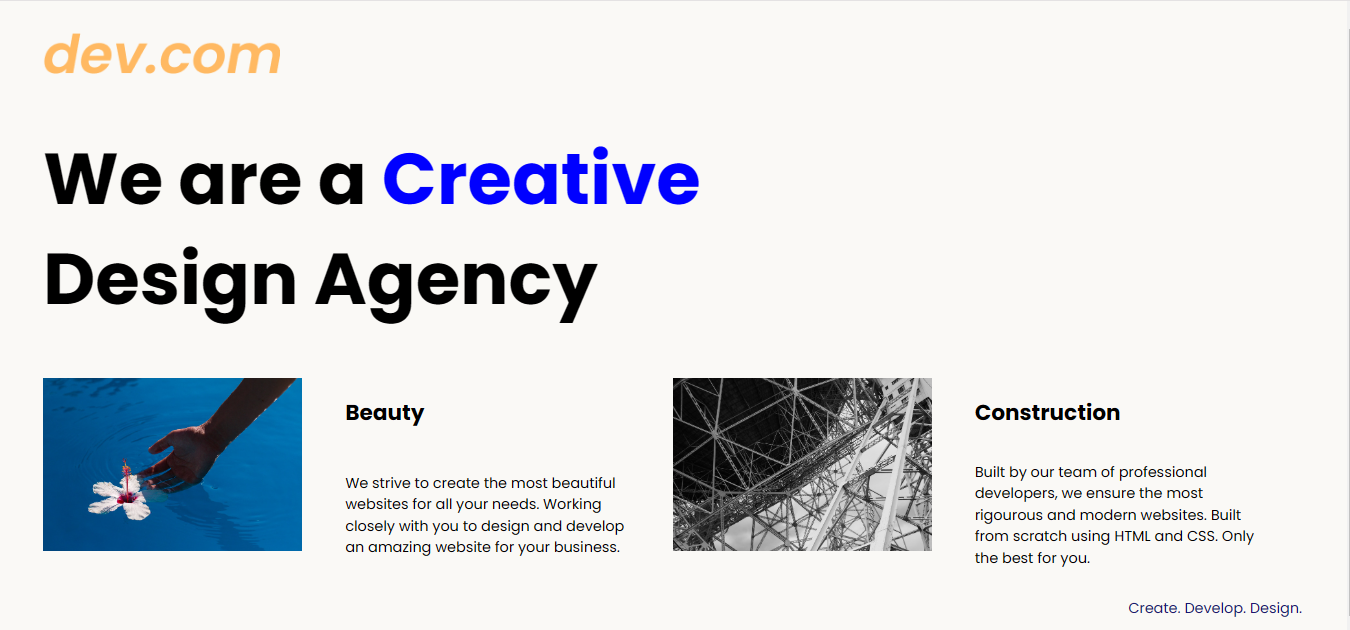 dev.com
We are a Creative
Design Agency
Beauty
We strive to create the most beautiful
websites for all your needs. Working
closely with you to design and develop
an amazing website for your business.
Construction
Built by our team of professional
developers, we ensure the most
rigourous and modern websites. Built
from scratch using HTML and CSS. Only
the best for you.
Create. Develop. Design.